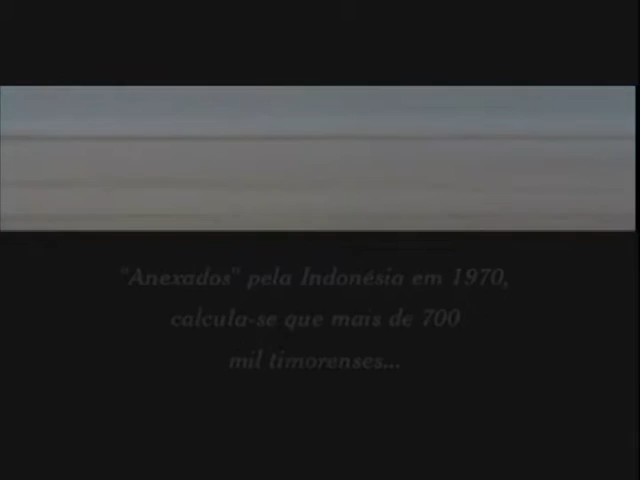 "Anexados" pela Indonésia em 1970,
calcula-se que mais de 700
mil timorenses...